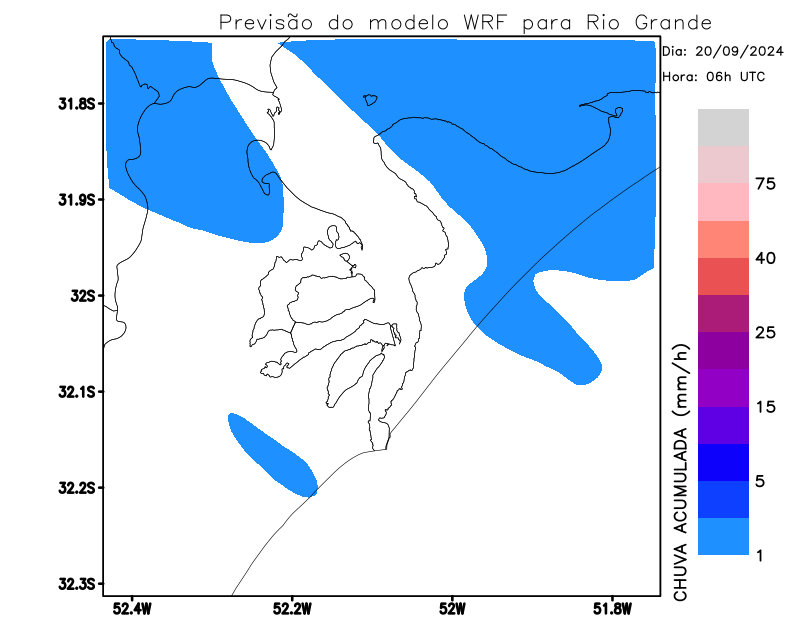 Previsão do modelo WRF para Rio Grande
Dia: 20/09/2024
Hora: 06h UTC
31.8S
31.9S
32S
32.1S
32.2S
32.3S
52.4W
52.2W
52W
51.8W
75
40
25
15
5
1
CHUVA ACUMULADA (mm/h)